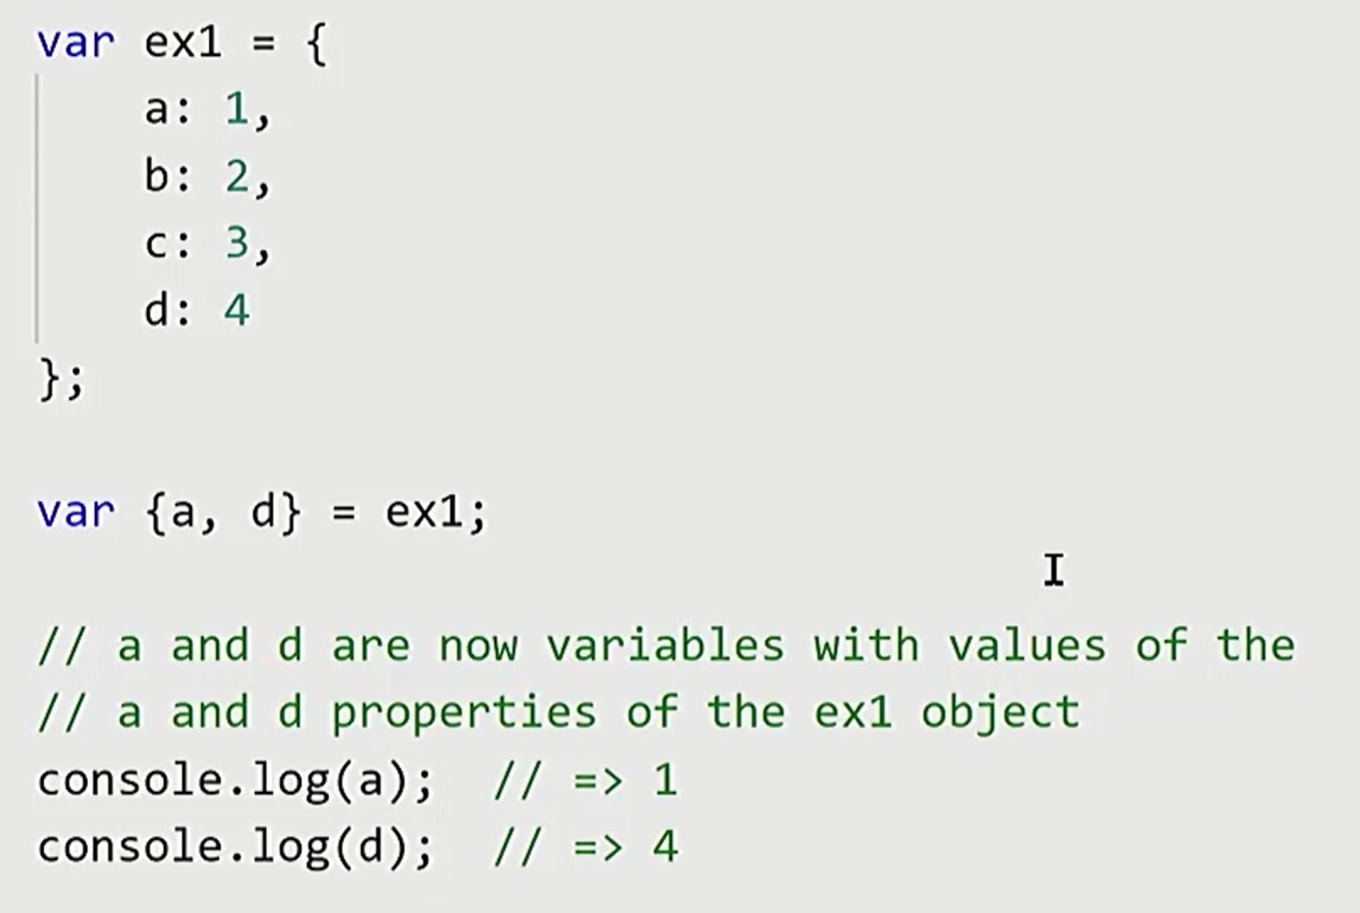 var ex1 = {
    a: 1,
    b: 2,
    c: 3,
    d: 4
};

var {a, d} = ex1;

// a and d are now variables with values of the
// a and d properties of the ex1 object
console.log(a);  // => 1
console.log(d);  // => 4